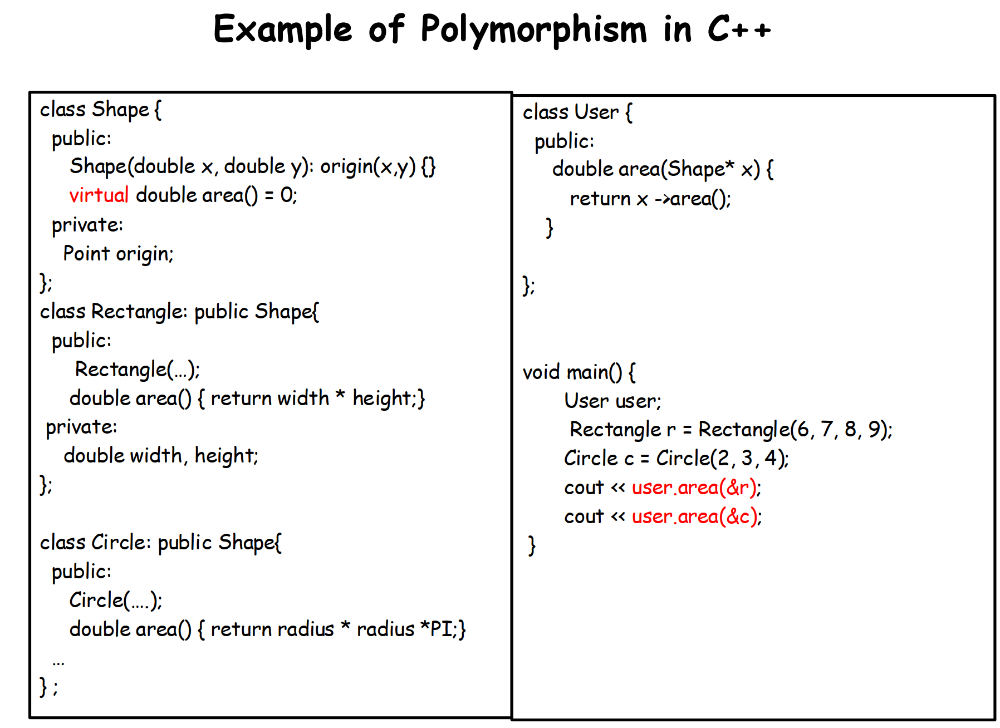 Example of Polymorphism in C++
class Shape {
public:
Shape(double x, double y): origin(x,y) {}
virtual double area() = 0;
private:
Point origin;
};
class Rectangle: public Shape{
public:
Rectangle(...);
double area() { return width * height;}
private:
double width, height;
};
class Circle: public Shape{
public:
Circle(....);
double area() { return radius * radius *PI;}
...
} ;
class User {
public:
double area(Shape* x) {
return x ->area();
}
};
void main() {
User user;
Rectangle r = Rectangle(6, 7, 8, 9);
Circle c = Circle(2, 3, 4);
cout << user.area(&r);
cout << user.area(&c);
}